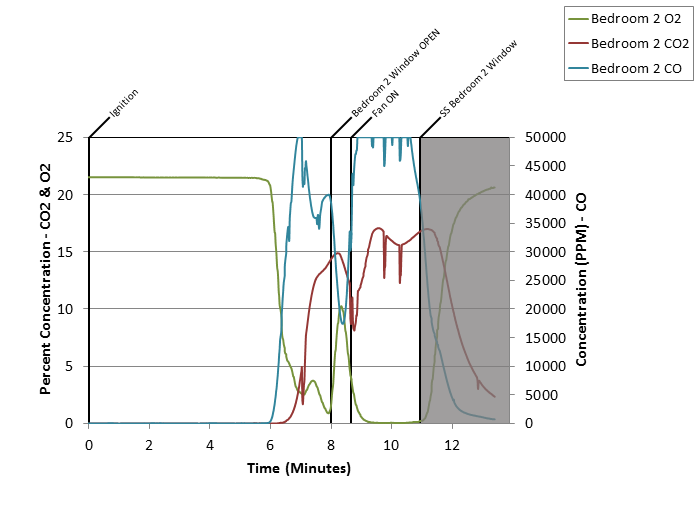 Bedroom 2 O2
Bedroom 2 CO2
Bedroom 2 CO
Ignition
Bedroom 2 Window OPEN
Fan ON
SS Bedroom 2 Window
Percent Concentration - CO2 & O2
25
20
15
10
5
0
50000
45000
40000
35000
30000
25000
20000
15000
10000
5000
0
Concentration (PPM) - CO
0 2 4 6 8 10 12
Time (Minutes)